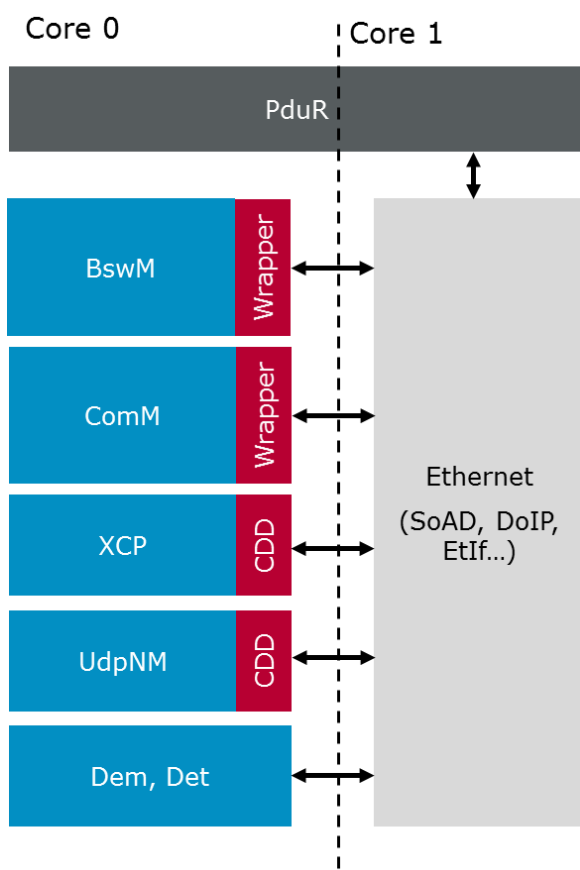 Core 0
Core 1
PduR
BswM
Wrapper
ComM
Wrapper
XCP
CDD
UdpNM
CDD
Dem, Det
Ethernet
(SoAD, DoIP,
EtIf...)